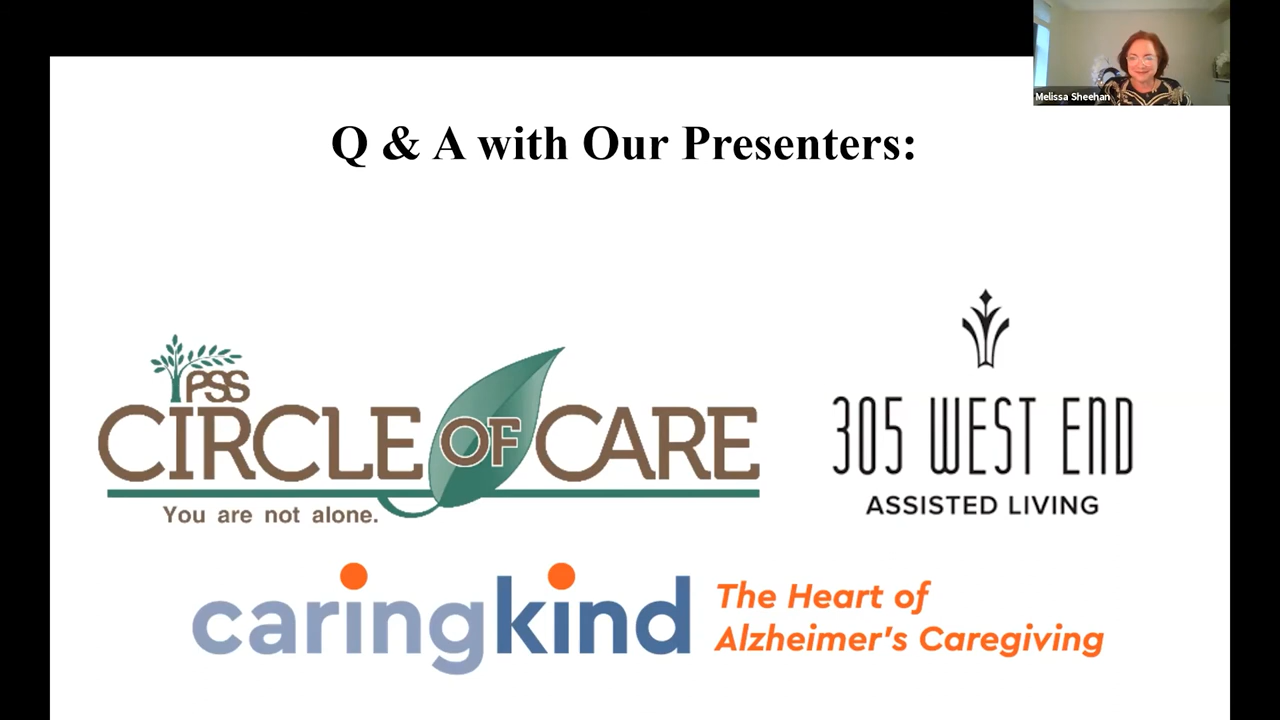 Melissa Sheehan
Q & A with Our Presenters:
PSS
CIRCLE OF CARE
You are not alone.
305 WEST END
ASSISTED LIVING
caringkind
The Heart of
Alzheimer's Caregiving